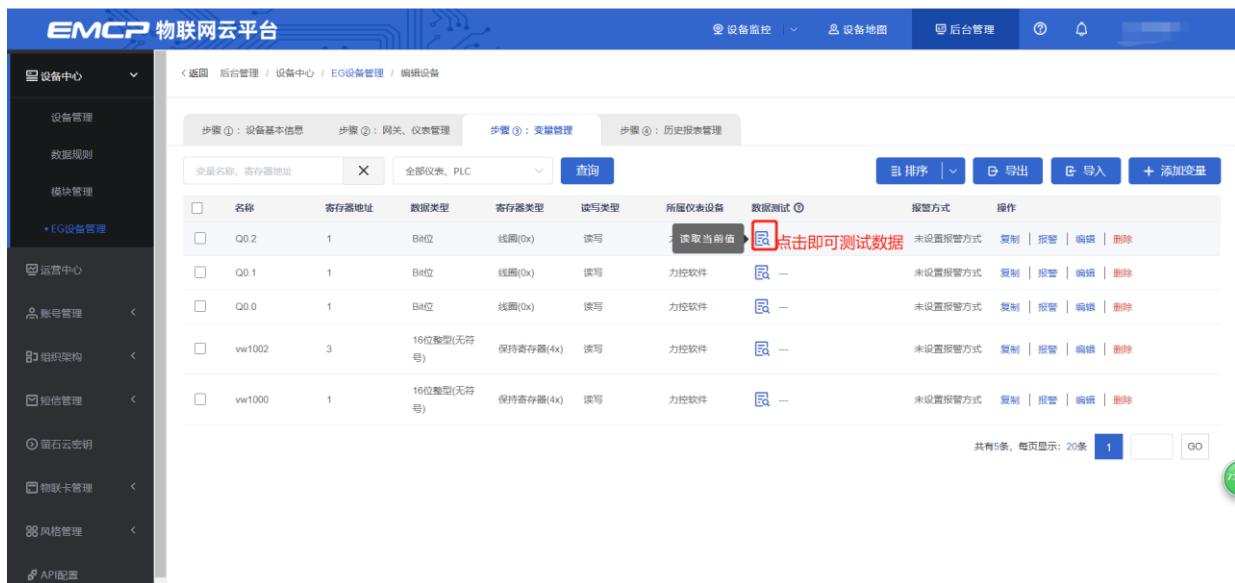 EMCP 物联网云平台
设备监控
设备地图
后台管理
设备中心
设备管理
数据规则
模块管理
• EG设备管理
运营中心
账号管理
组织架构
短信管理
萤石云密钥
物联卡管理
风格管理
API配置
< 返回 后台管理 / 设备中心 / EG设备管理 / 编辑设备
步骤 ①： 设备基本信息
步骤 ②： 网关、仪表管理
步骤 ③： 变量管理
步骤 ④： 历史报表管理
变量名称、寄存器地址
全部仪表、PLC
查询
排序
导出
导入
+ 添加变量
名称 寄存器地址 数据类型 寄存器类型 读写类型 所属仪表设备 数据测试 报警方式 操作
Q0.2 1 Bit位 线圈(0x) 读写 读取当前值 点击即可测试数据 未设置报警方式 复制 | 报警 | 编辑 | 删除
Q0.1 1 Bit位 线圈(0x) 读写 力控软件 --- 未设置报警方式 复制 | 报警 | 编辑 | 删除
Q0.0 1 Bit位 线圈(0x) 读写 力控软件 --- 未设置报警方式 复制 | 报警 | 编辑 | 删除
vw1002 3 16位整型(无符号) 保持寄存器(4x) 读写 力控软件 --- 未设置报警方式 复制 | 报警 | 编辑 | 删除
vw1000 1 16位整型(无符号) 保持寄存器(4x) 读写 力控软件 --- 未设置报警方式 复制 | 报警 | 编辑 | 删除
共有5条，每页显示：20条 1 GO